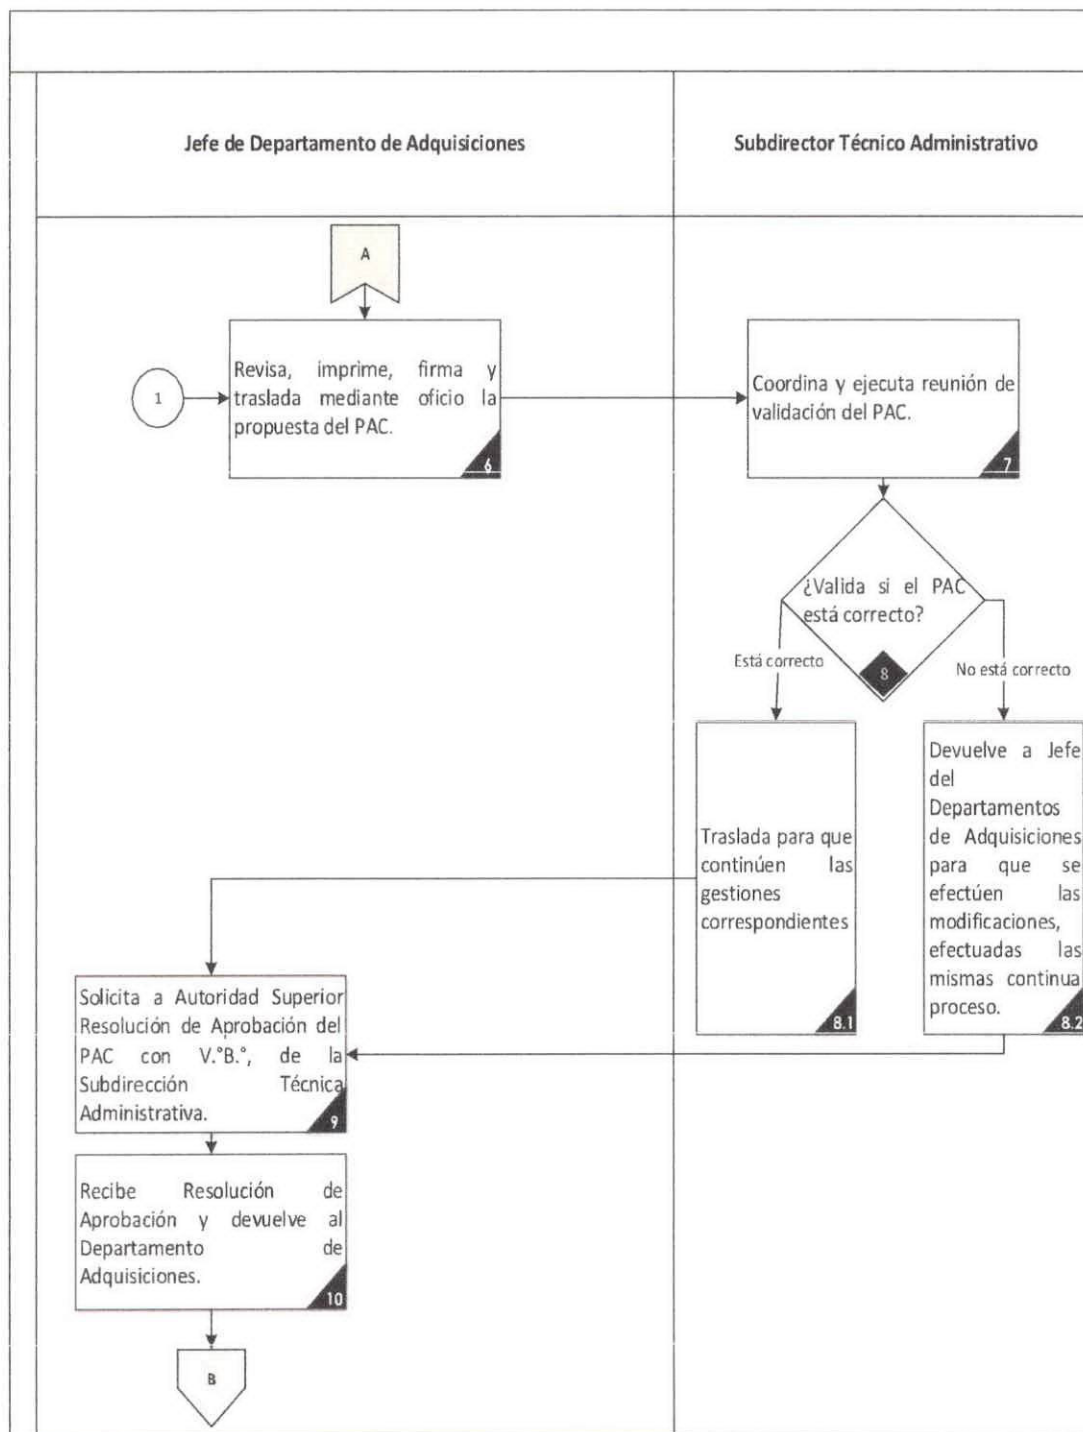 Jefe de Departamento de Adquisiciones
Subdirector Técnico Administrativo
A
1
Revisa, imprime, firma y
traslada mediante oficio la
propuesta del PAC.
6
Coordina y ejecuta reunión de
validación del PAC.
7
¿Valida si el PAC
está correcto?
8
Está correcto
No está correcto
Traslada para que
continúen las
gestiones
correspondientes
8.1
Devuelve a Jefe
del
Departamentos
de Adquisiciones
para que se
efectúen las
modificaciones,
efectuadas las
mismas continua
proceso.
8.2
Solicita a Autoridad Superior
Resolución de Aprobación del
PAC con V.°B.°, de la
Subdirección Técnica
Administrativa.
9
Recibe Resolución de
Aprobación y devuelve al
Departamento de
Adquisiciones.
10
B